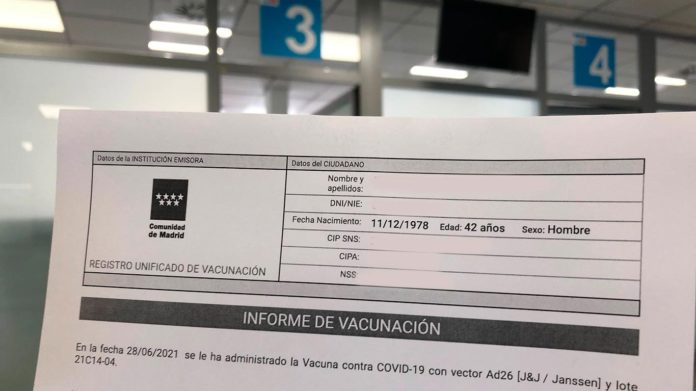 3
4
Datos de la INSTITUCIÓN EMISORA
Datos del CIUDADANO
Nombre y
apellidos:
DNI/NIE:
Fecha Nacimiento: 11/12/1978 Edad: 42 años Sexo: Hombre
CIP SNS:
CIPA:
NSS
Comunidad
de Madrid
REGISTRO UNIFICADO DE VACUNACIÓN
INFORME DE VACUNACIÓN
En la fecha 28/06/2021 se le ha administrado la Vacuna contra COVID-19 con vector Ad26 [J&J / Janssen] y lote
21C14-04.